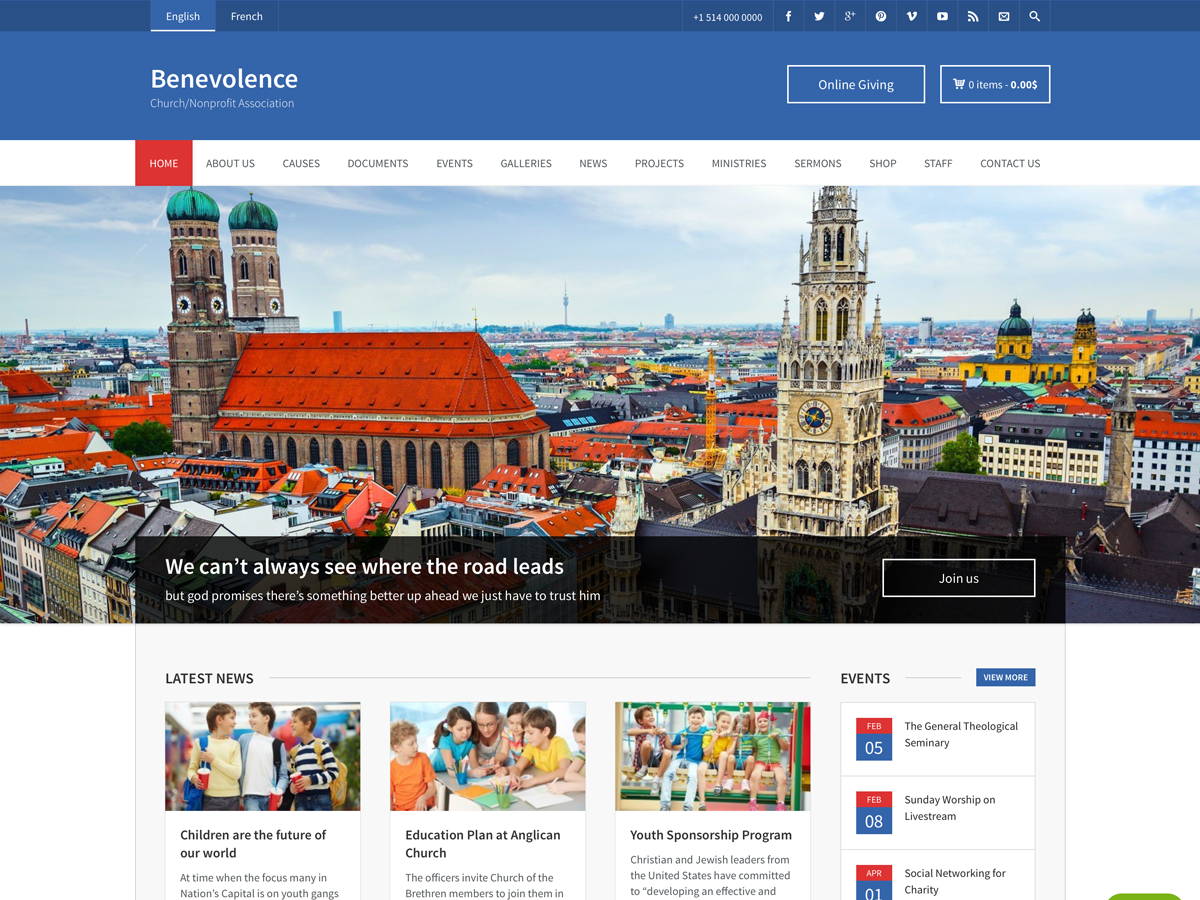 English
French
+1 514 000 0000
Benevolence
Church/Nonprofit Association
Online Giving
0 items - 0.00$
HOME
ABOUT US
CAUSES
DOCUMENTS
EVENTS
GALLERIES
NEWS
PROJECTS
MINISTRIES
SERMONS
SHOP
STAFF
CONTACT US
We can’t always see where the road leads
but god promises there’s something better up ahead we just have to trust him
Join us
LATEST NEWS
Children are the future of
our world
At time when the focus many in
Nation’s Capital is on youth gangs
Education Plan at Anglican
Church
The officers invite Church of the
Brethren members to join them in
Youth Sponsorship Program
Christian and Jewish leaders from
the United States have committed
to “developing an effective and
EVENTS
VIEW MORE
FEB
05
The General Theological
Seminary
FEB
08
Sunday Worship on
Livestream
APR
01
Social Networking for
Charity